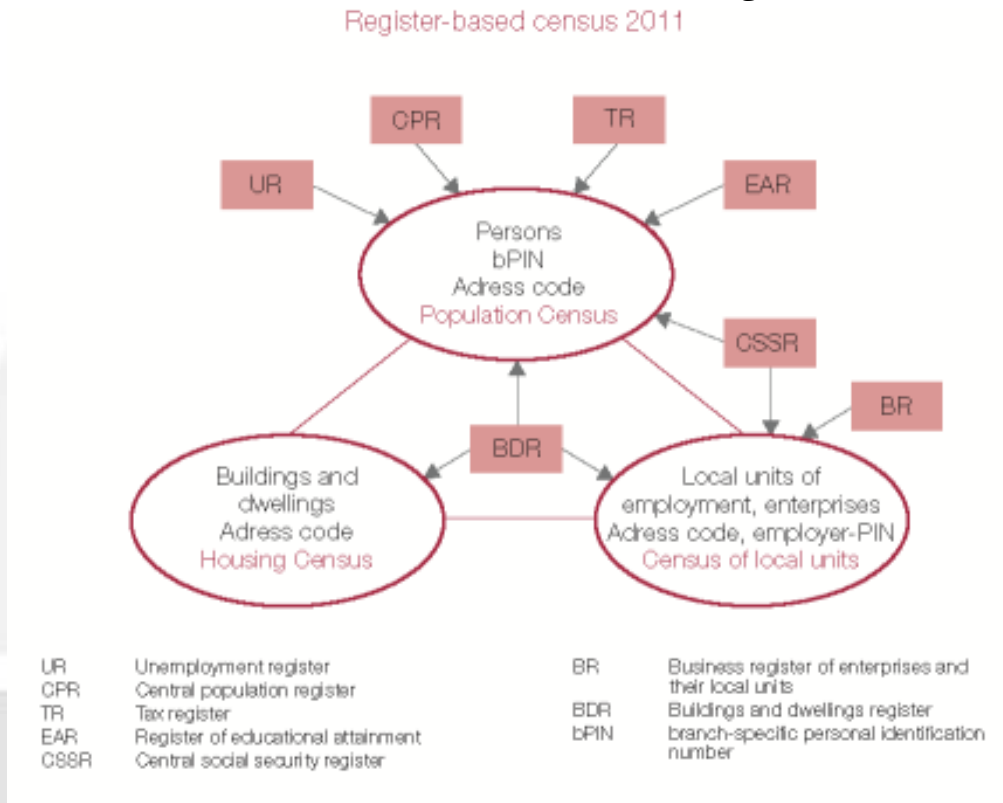 Register-based census 2011
CPR
TR
UR
EAR
Persons
bPIN
Adress code
Population Census
CSSR
BR
BDR
Buildings and
dwellings
Adress code
Housing Census
Local units of
employment, enterprises
Adress code, employer-PIN
Census of local units
UR Unemployment register
CPR Central population register
TR Tax register
EAR Register of educational attainment
CSSR Central social security register
BR Business register of enterprises and
their local units
BDR Buildings and dwellings register
bPIN branch-specific personal identification
number